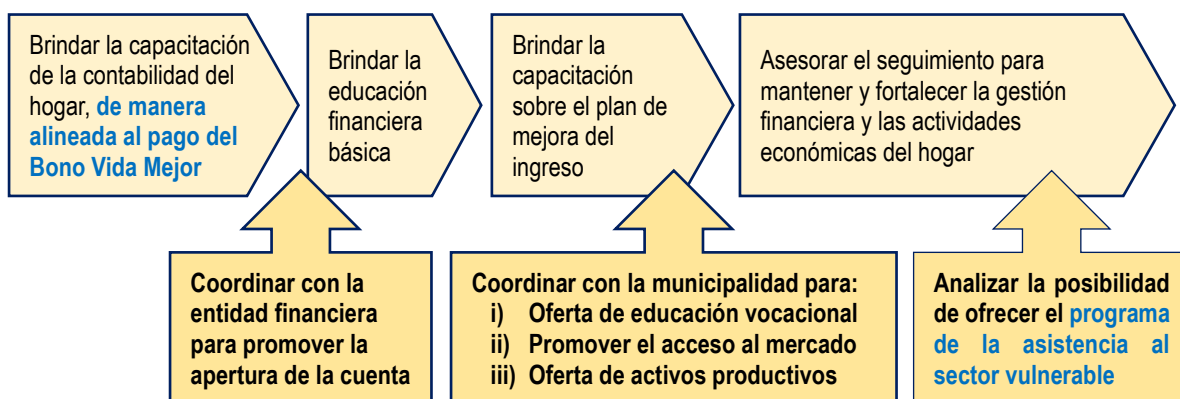 Brindar la capacitación
de la contabilidad del
hogar, de manera
alineada al pago del
Bono Vida Mejor
Brindar la
educación
financiera
básica
Brindar la
capacitación
sobre el plan de
mejora del
ingreso
Asesorar el seguimiento para
mantener y fortalecer la gestión
financiera y las actividades
económicas del hogar
Coordinar con la
entidad financiera
para promover la
apertura de la cuenta
Coordinar con la municipalidad para:
i) Oferta de educación vocacional
ii) Promover el acceso al mercado
iii) Oferta de activos productivos
Analizar la posibilidad
de ofrecer el programa
de la asistencia al
sector vulnerable